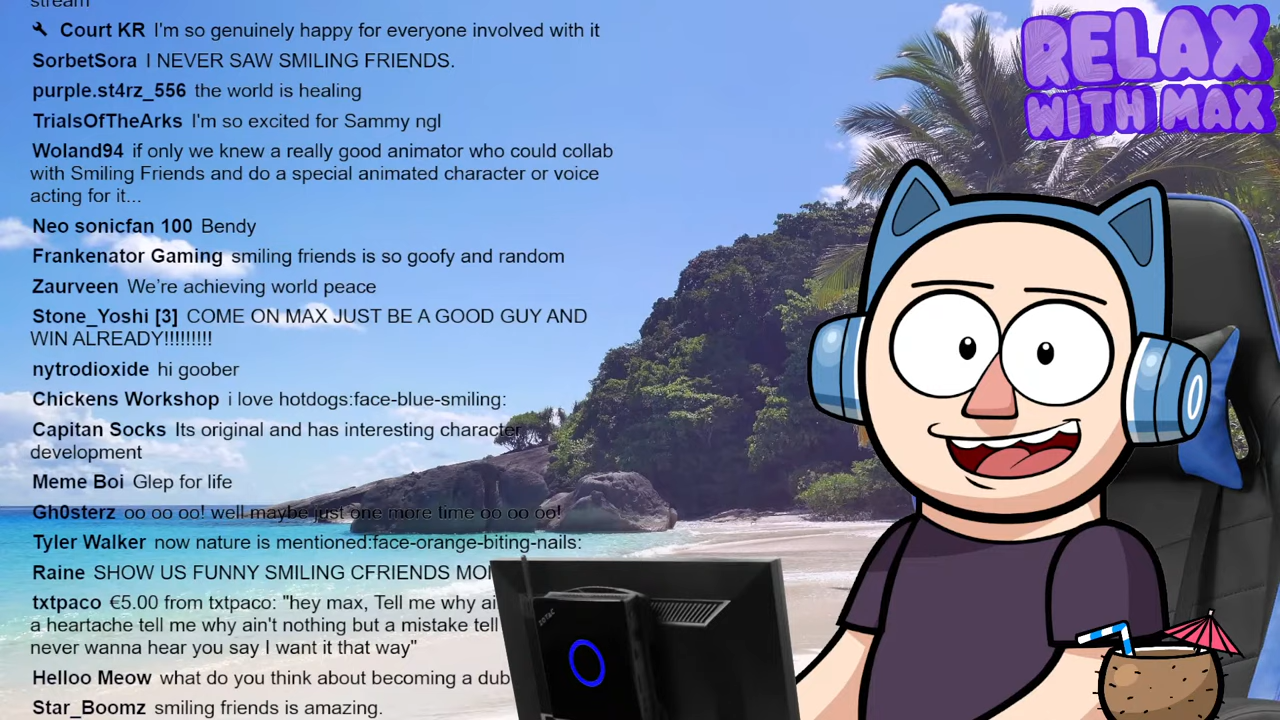 stream
Court KR I'm so genuinely happy for everyone involved with it
SorbetSora I NEVER SAW SMILING FRIENDS.
purple.st4rz_556 the world is healing
TrialsOfTheArks I'm so excited for Sammy ngl
Woland94 if only we knew a really good animator who could collab
with Smiling Friends and do a special animated character or voice
acting for it...
Neo sonicfan 100 Bendy
Frankenator Gaming smiling friends is so goofy and random
Zaurveen We’re achieving world peace
Stone_Yoshi [3] COME ON MAX JUST BE A GOOD GUY AND
WIN ALREADY!!!!!!!!!
nytrodioxide hi goober
Chickens Workshop i love hotdogs:face-blue-smiling:
Capitan Socks Its original and has interesting character
development
Meme Boi Glep for life
Gh0sterz oo oo oo! well maybe just one more time oo oo oo!
Tyler Walker now nature is mentioned:face-orange-biting-nails:
Raine SHOW US FUNNY SMILING CFRIENDS
txtpaco €5.00 from txtpaco: "hey max, Tell me why
a heartache tell me why ain't nothing but a mistake tell
never wanna hear you say I want it that way"
Helloo Meow what do you think about becoming a dub
Star_Boomz smiling friends is amazing.
RELAX
WITH MAX
ZOTAC